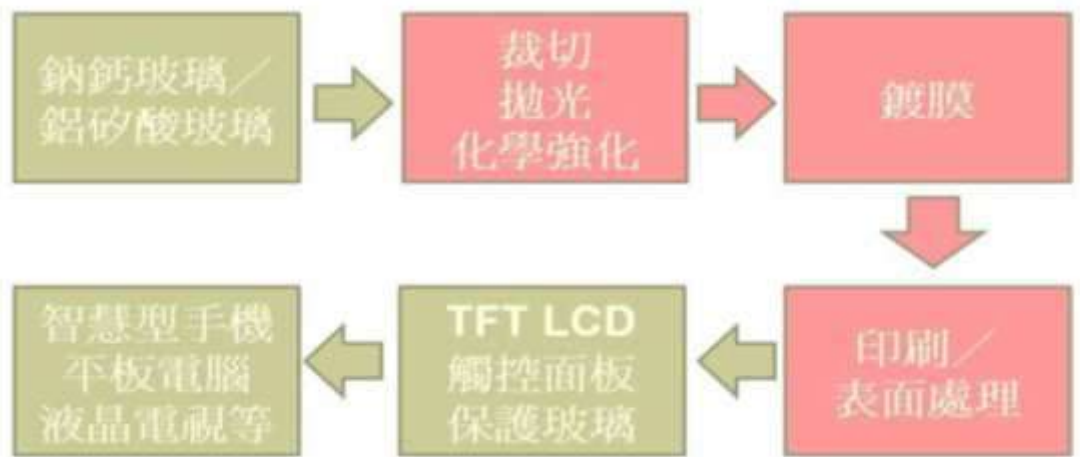 鈉鈣玻璃／
鋁矽酸玻璃
裁切
拋光
化學強化
鍍膜
印刷／
表面處理
TFT LCD
觸控面板
保護玻璃
智慧型手機
平板電腦
液晶電視等